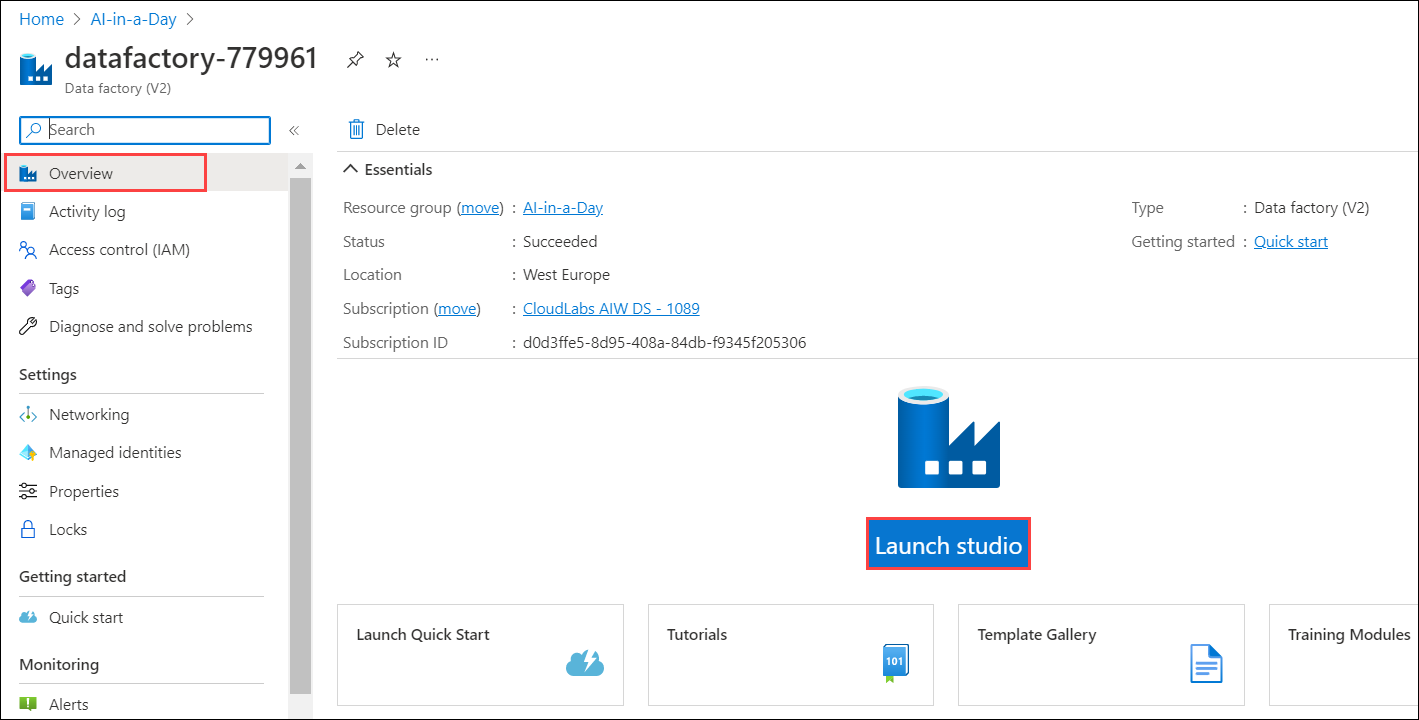 Home > AI-in-a-Day >
datafactory-779961
Data factory (V2)
Search
«
Overview
Activity log
Access control (IAM)
Tags
Diagnose and solve problems
Settings
Networking
Managed identities
Properties
Locks
Getting started
Quick start
Monitoring
Alerts
Delete
Essentials
Resource group (move) : AI-in-a-Day
Status : Succeeded
Location : West Europe
Subscription (move) : CloudLabs AIW DS - 1089
Subscription ID : d0d3ffe5-8d95-408a-84db-f9345f205306
Type : Data factory (V2)
Getting started : Quick start
Launch studio
Launch Quick Start
Tutorials
101
Template Gallery
Training Modules